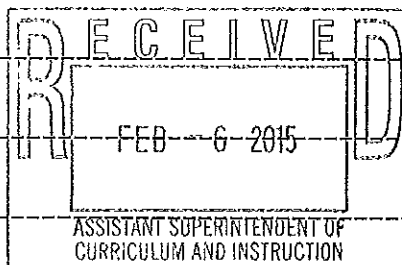 RECEIVED
FEB 6 2015
ASSISTANT SUPERINTENDENT OF
CURRICULUM AND INSTRUCTION